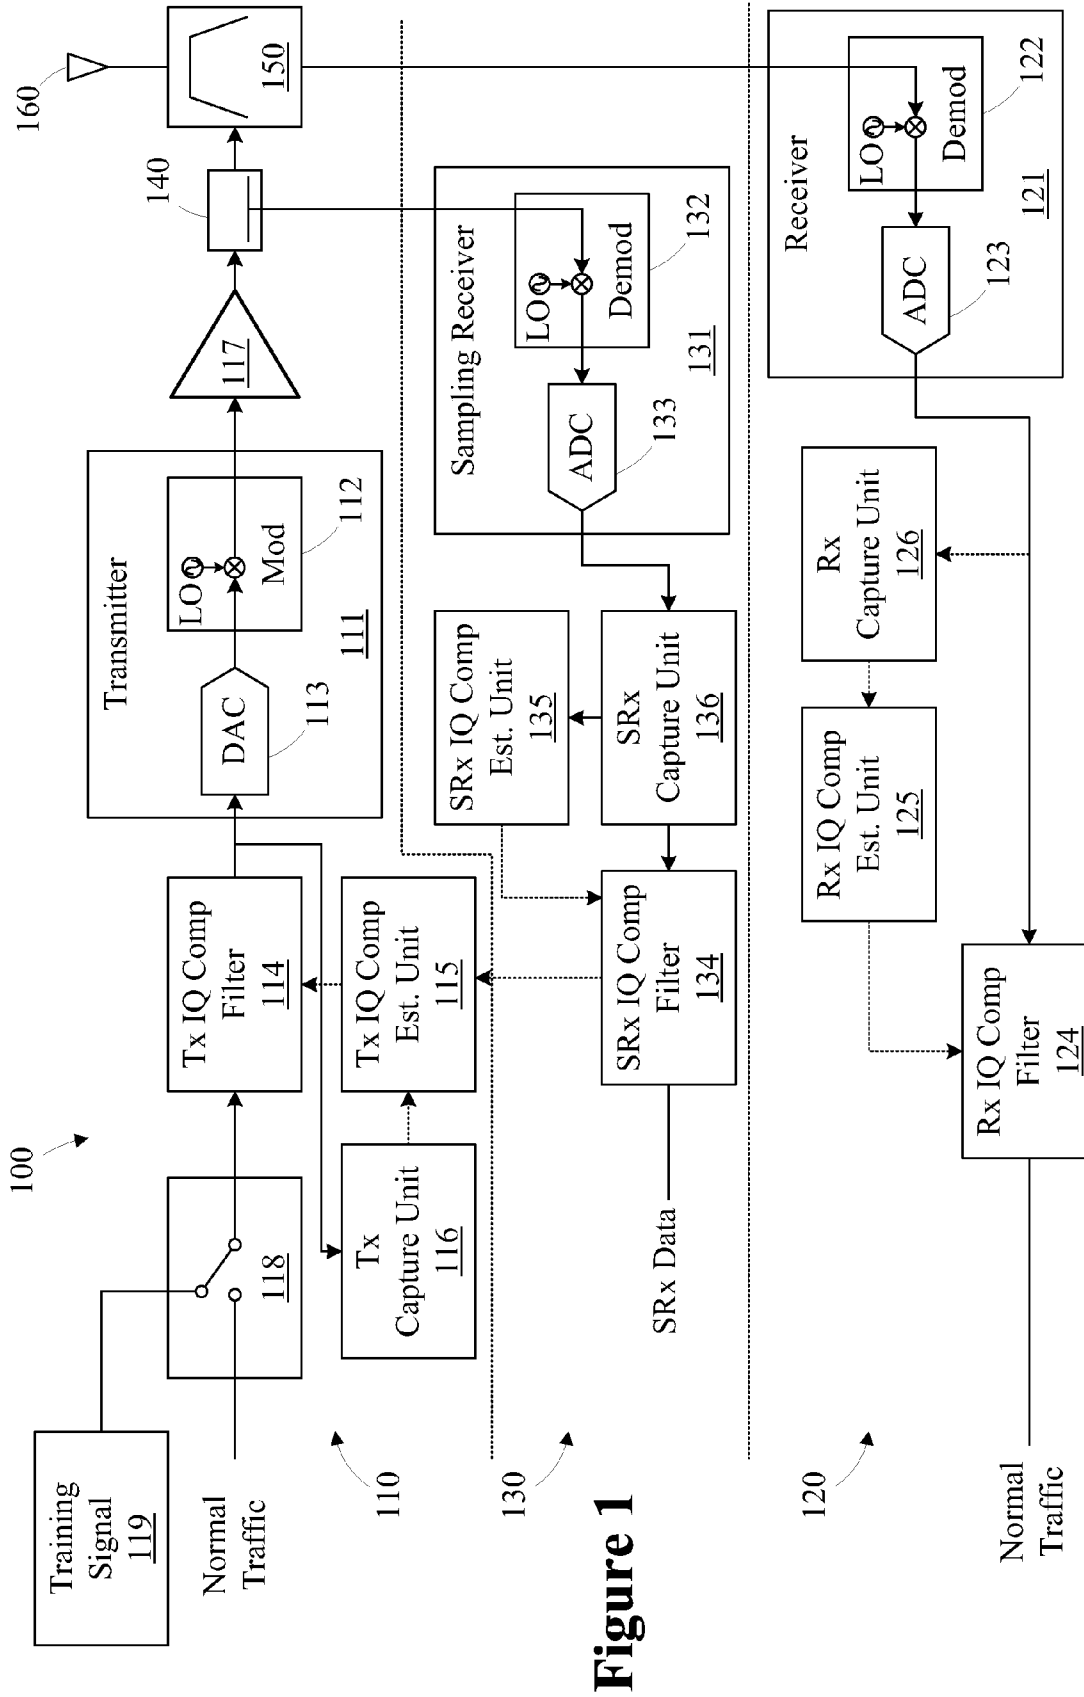 100
Training
Signal
119
Normal
Traffic
118
Tx IQ Comp
Filter
114
Tx
Capture Unit
116
Tx IQ Comp
Est. Unit
115
Transmitter
DAC
113
LO
Mod
112
111
117
140
150
160
110
Sampling Receiver
LO
Demod
132
ADC
133
131
SRx IQ Comp
Est. Unit
135
SRx
Capture Unit
136
SRx IQ Comp
Filter
134
SRx Data
130
Receiver
LO
Demod
122
ADC
123
121
Rx
Capture Unit
126
Rx IQ Comp
Est. Unit
125
Rx IQ Comp
Filter
124
120
Normal
Traffic
Figure 1